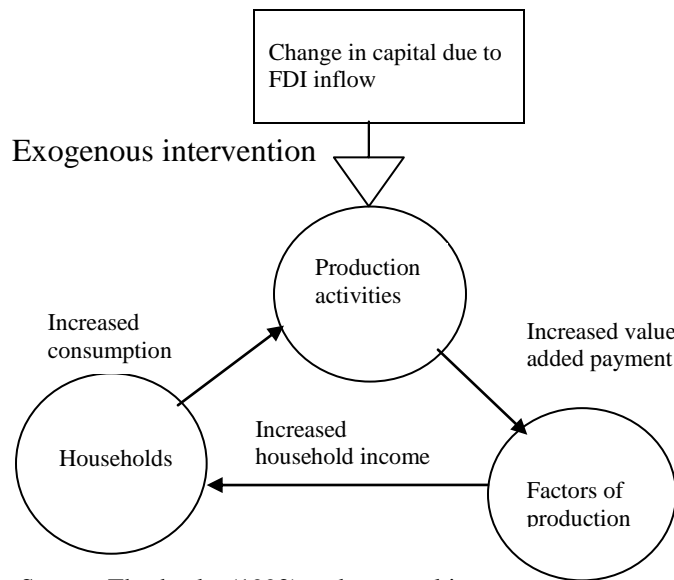 Change in capital due to
FDI inflow
Exogenous intervention
Production
activities
Increased
consumption
Increased value
added payment
Increased
household income
Households
Factors of
production